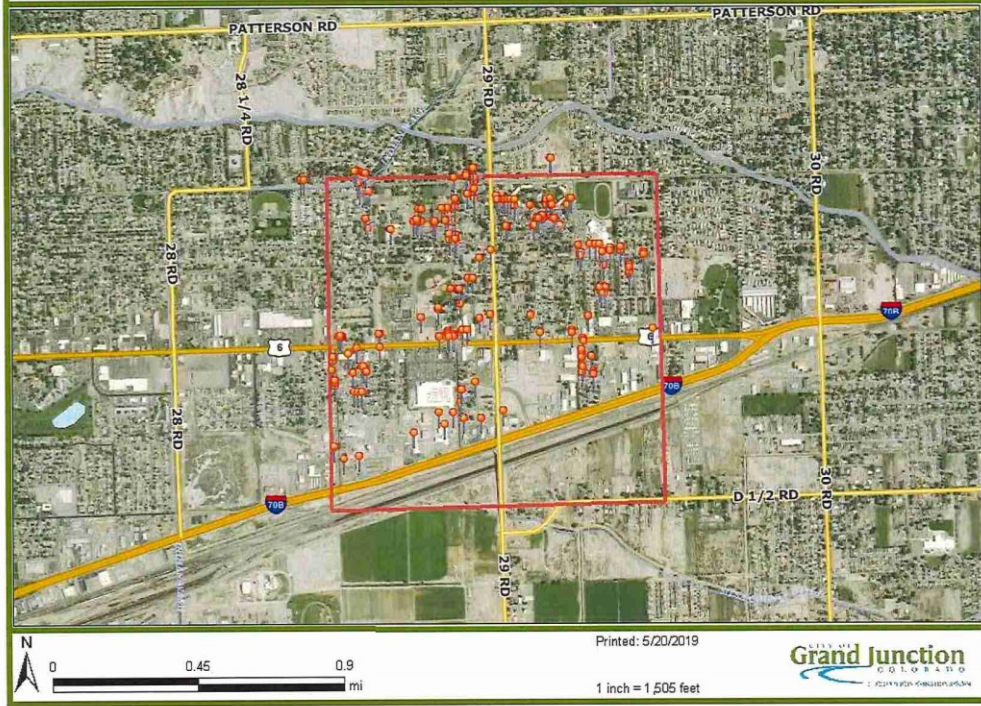 PATTERSON RD
PATTERSON RD
28 1/4 RD
29 RD
30 RD
28 RD
70B
6
6
70B
28 RD
70B
D 1/2 RD
30 RD
29 RD
N
0 0.45 0.9
mi
Printed: 5/20/2019
1 inch = 1,505 feet
CITY OF
Grand Junction
COLORADO